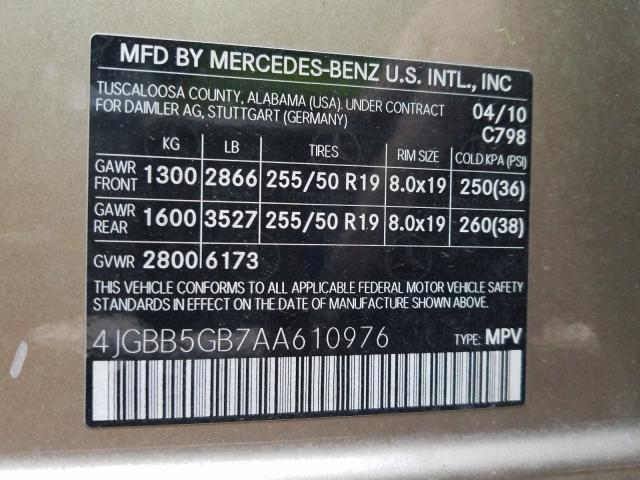 MFD BY MERCEDES-BENZ U.S. INTL., INC
TUSCALOOSA COUNTY, ALABAMA (USA). UNDER CONTRACT
FOR DAIMLER AG, STUTTGART (GERMANY)
04/10
C798
KG LB TIRES RIM SIZE COLD KPA (PSI)
GAWR FRONT 1300 2866 255/50 R19 8.0x19 250(36)
GAWR REAR 1600 3527 255/50 R19 8.0x19 260(38)
GVWR 2800 6173
THIS VEHICLE CONFORMS TO ALL APPLICABLE FEDERAL MOTOR VEHICLE SAFETY
STANDARDS IN EFFECT ON THE DATE OF MANUFACTURE SHOWN ABOVE.
4JGBB5GB7AA610976 TYPE: MPV